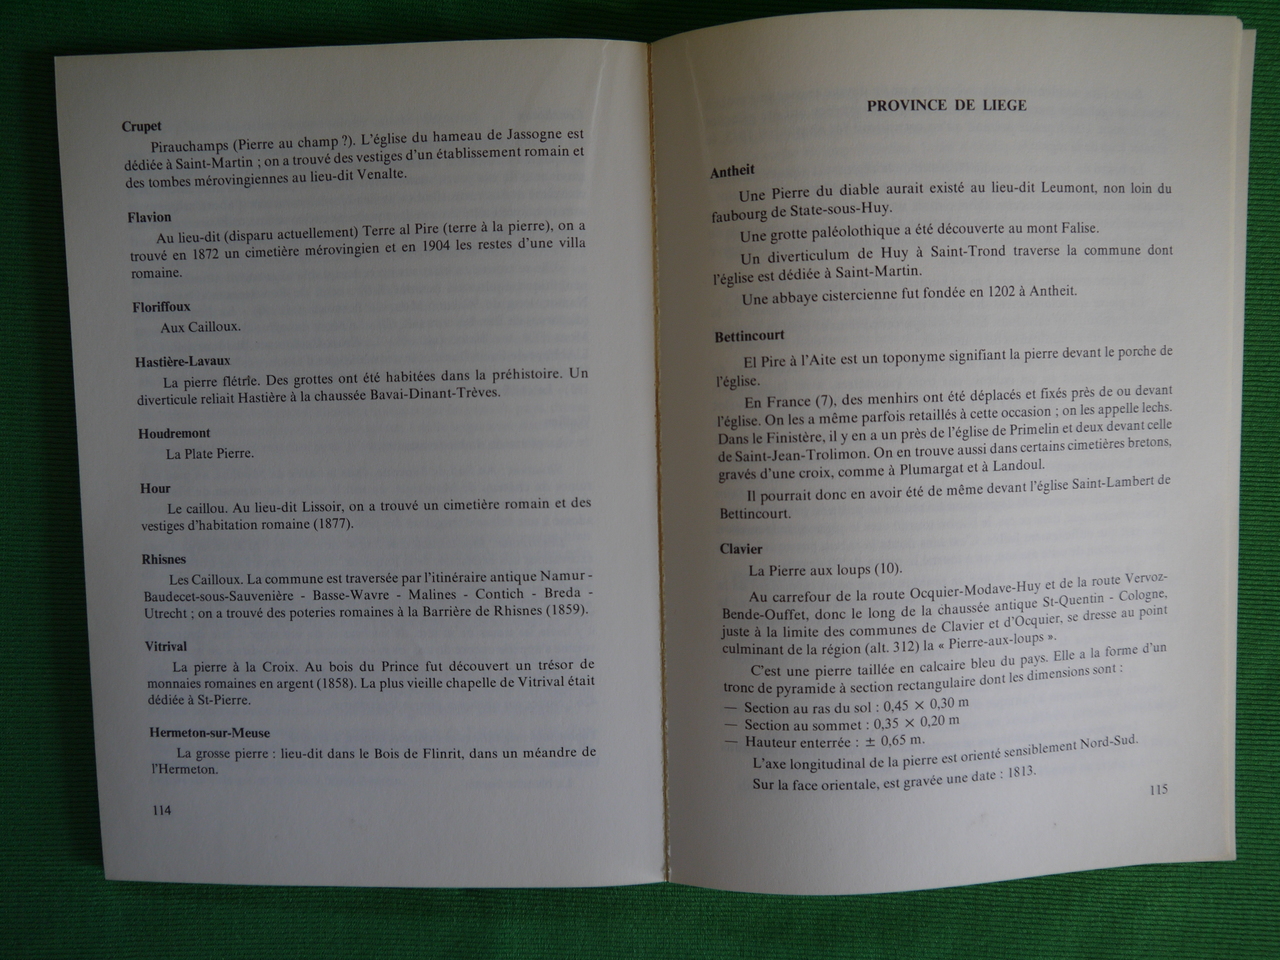 Crupet
Pirauchamps (Pierre au champ ?). L'église du hameau de Jassogne est
dédiée à Saint-Martin ; on a trouvé des vestiges d'un établissement romain et
des tombes mérovingiennes au lieu-dit Venalte.
Flavion
Au lieu-dit (disparu actuellement) Terre al Pire (terre à la pierre), on a
trouvé en 1872 un cimetière mérovingien et en 1904 les restes d'une villa
romaine.
Floriffoux
Aux Cailloux.
Hastière-Lavaux
La pierre flétrîe. Des grottes ont été habitées dans la préhistoire. Un
diverticule reliait Hastière à la chaussée Bavai-Dinant-Trèves.
Houdremont
La Plate Pierre.
Hour
Le caillou. Au lieu-dit Lissoir, on a trouvé un cimetière romain et des
vestiges d'habitation romaine (1877).
Rhisnes
Les Cailloux. La commune est traversée par l'itinéraire antique Namur -
Baudecet-sous-Sauvenière - Basse-Wavre - Malines - Contich - Breda -
Utrecht ; on a trouvé des poteries romaines à la Barrière de Rhisnes (1859).
Vitrival
La pierre à la Croix. Au bois du Prince fut découvert un trésor de
monnaies romaines en argent (1858). La plus vieille chapelle de Vitrival était
dédiée à St-Pierre.
Hermeton-sur-Meuse
La grosse pierre : lieu-dit dans le Bois de Flinrit, dans un méandre de
l'Hermeton.
114
PROVINCE DE LIEGE
Antheit
Une Pierre du diable aurait existé au lieu-dit Leumont, non loin du
faubourg de State-sous-Huy.
Une grotte paléolothique a été découverte au mont Falise.
Un diverticulum de Huy à Saint-Trond traverse la commune dont
l'église est dédiée à Saint-Martin.
Une abbaye cistercienne fut fondée en 1202 à Antheit.
Bettincourt
El Pire à l'Aite est un toponyme signifiant la pierre devant le porche de
l'église.
En France (7), des menhirs ont été déplacés et fixés près de ou devant
l'église. On les a même parfois retaillés à cette occasion ; on les appelle lechs.
Dans le Finistère, il y en a un près de l'église de Primelin et deux devant celle
de Saint-Jean-Trolimon. On en trouve aussi dans certains cimetières bretons,
gravés d'une croix, comme à Plumargat et à Landoul.
Il pourrait donc en avoir été de même devant l'église Saint-Lambert de
Bettincourt.
Clavier
La Pierre aux loups (10).
Au carrefour de la route Ocquier-Modave-Huy et de la route Vervoz-
Bende-Ouffet, donc le long de la chaussée antique St-Quentin - Cologne,
juste à la limite des communes de Clavier et d'Ocquier, se dresse au point
culminant de la région (alt. 312) la « Pierre-aux-loups ».
C'est une pierre taillée en calcaire bleu du pays. Elle a la forme d'un
tronc de pyramide à section rectangulaire dont les dimensions sont :
— Section au ras du sol : 0,45 × 0,30 m
— Section au sommet : 0,35 × 0,20 m
— Hauteur enterrée : ± 0,65 m.
L'axe longitudinal de la pierre est orienté sensiblement Nord-Sud.
Sur la face orientale, est gravée une date : 1813.
115